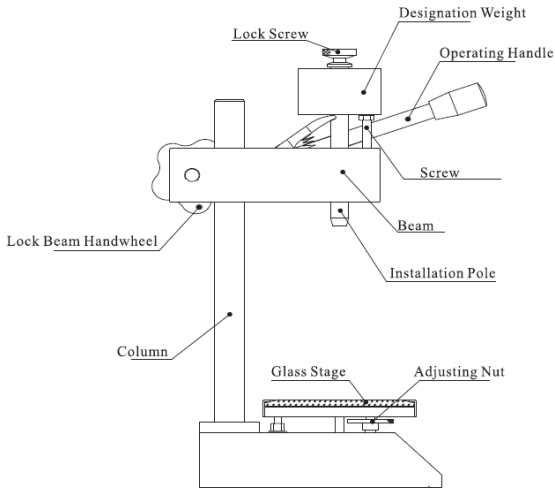 Designation Weight
Lock Screw
Operating Handle
Screw
Beam
Lock Beam Handwheel
Installation Pole
Column
Glass Stage
Adjusting Nut